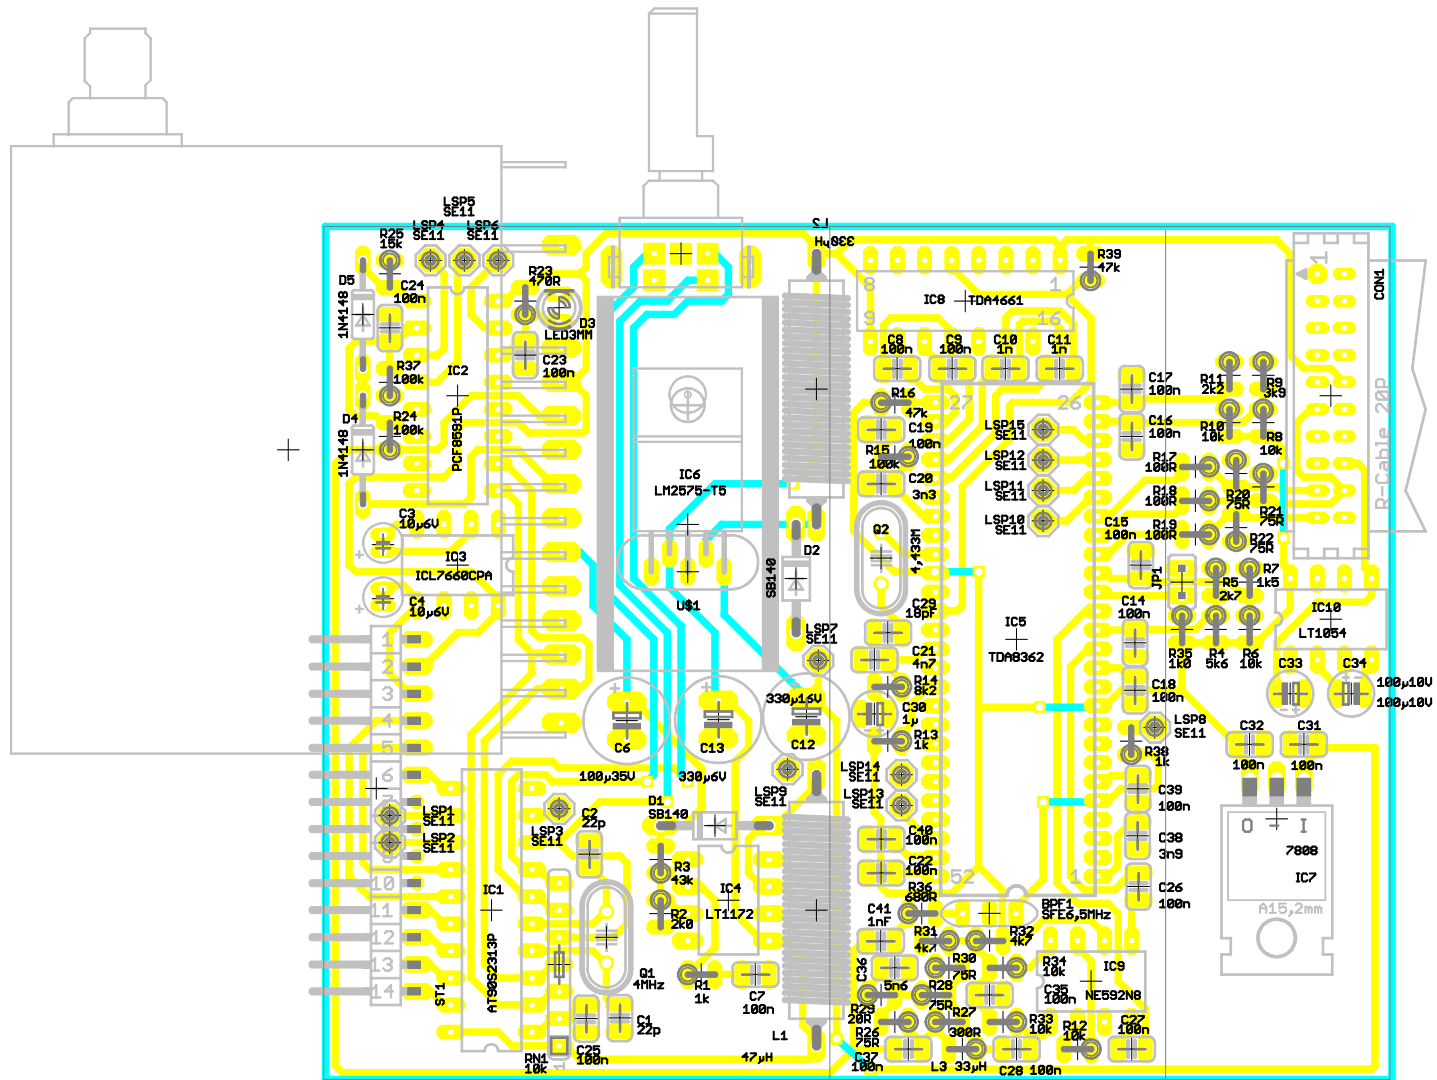 LSP5
SE11
LSP4
SE11
LSP6
SE11
R25
15k
D5
1N4148
C24
100n
R23
470R
D3
LED3MM
C23
100n
R37
100k
IC2
PCF8591P
D4
1N4148
R24
100k
C3
10µ6V
IC3
ICL7660CPA
C4
10µ6V
L2
330µH
8
1
9
16
IC8
TDA4661
R39
47k
1
CON1
R-Cable 20P
C8
100n
C9
100n
C10
1n
C11
1n
R16
47k
C19
100n
R15
100k
C20
3n3
27
26
C17
100n
C16
100n
LSP15
SE11
LSP12
SE11
LSP11
SE11
LSP10
SE11
R11
2k2
R9
3k9
R10
10k
R8
10k
R17
100R
R18
100R
R19
100R
R20
75R
R21
75R
R22
75R
C15
100n
JP1
R5
2k7
R7
1k5
IC6
LM2575-T5
U$1
D2
SB140
Q2
4,433M
C29
18pF
IC5
TDA8362
C14
100n
R35
1k0
R4
5k6
R6
10k
IC10
LT1054
LSP7
SE11
C21
4n7
R14
8k2
C30
1µ
R13
1k
C18
100n
LSP8
SE11
R38
1k
C33
C34
100µ10V
100µ10V
C32
100n
C31
100n
330µ16V
C6
C13
C12
100µ35V
330µ6V
LSP9
SE11
LSP14
SE11
LSP13
SE11
C39
100n
C38
3n9
C26
100n
O
-
I
7808
IC7
A15,2mm
1
2
3
4
5
6
7
9
10
11
12
13
14
LSP1
SE11
LSP2
SE11
LSP3
SE11
C2
22p
D1
SB140
R3
43k
R2
2k0
IC4
LT1172
IC1
AT90S2313P
ST1
RN1
10k
1
C25
100n
C1
22p
Q1
4MHz
R1
1k
C7
100n
L1
47µH
C40
100n
C22
100n
R36
680R
52
1
BPF1
SFE6,5MHz
C41
1nF
R31
4k7
R32
4k7
C36
5n6
R30
75R
R34
10k
R28
75R
C35
100n
IC9
NE592N8
R29
20R
R26
75R
R27
300R
R33
10k
R12
10k
C27
100n
C37
100n
L3 33µH
C28 100n